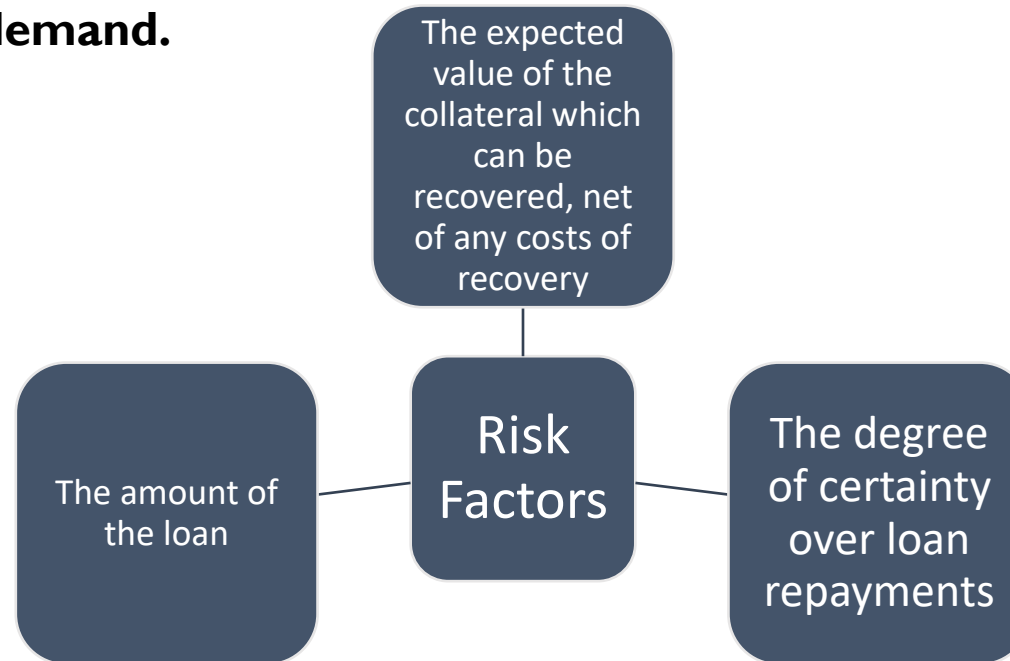 demand.
The expected
value of the
collateral which
can be
recovered, net
of any costs of
recovery
Risk
Factors
The amount of
the loan
The degree
of certainty
over loan
repayments